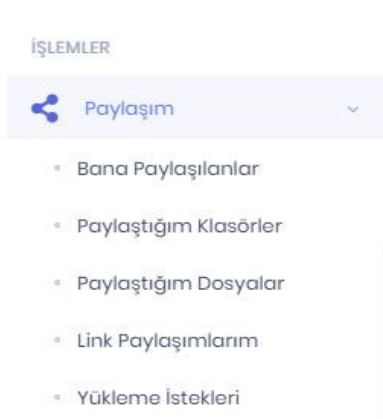 İŞLEMLER
Paylaşım
Bana Paylaşılanlar
Paylaştığım Klasörler
Paylaştığım Dosyalar
Link Paylaşımlarım
Yükleme İstekleri